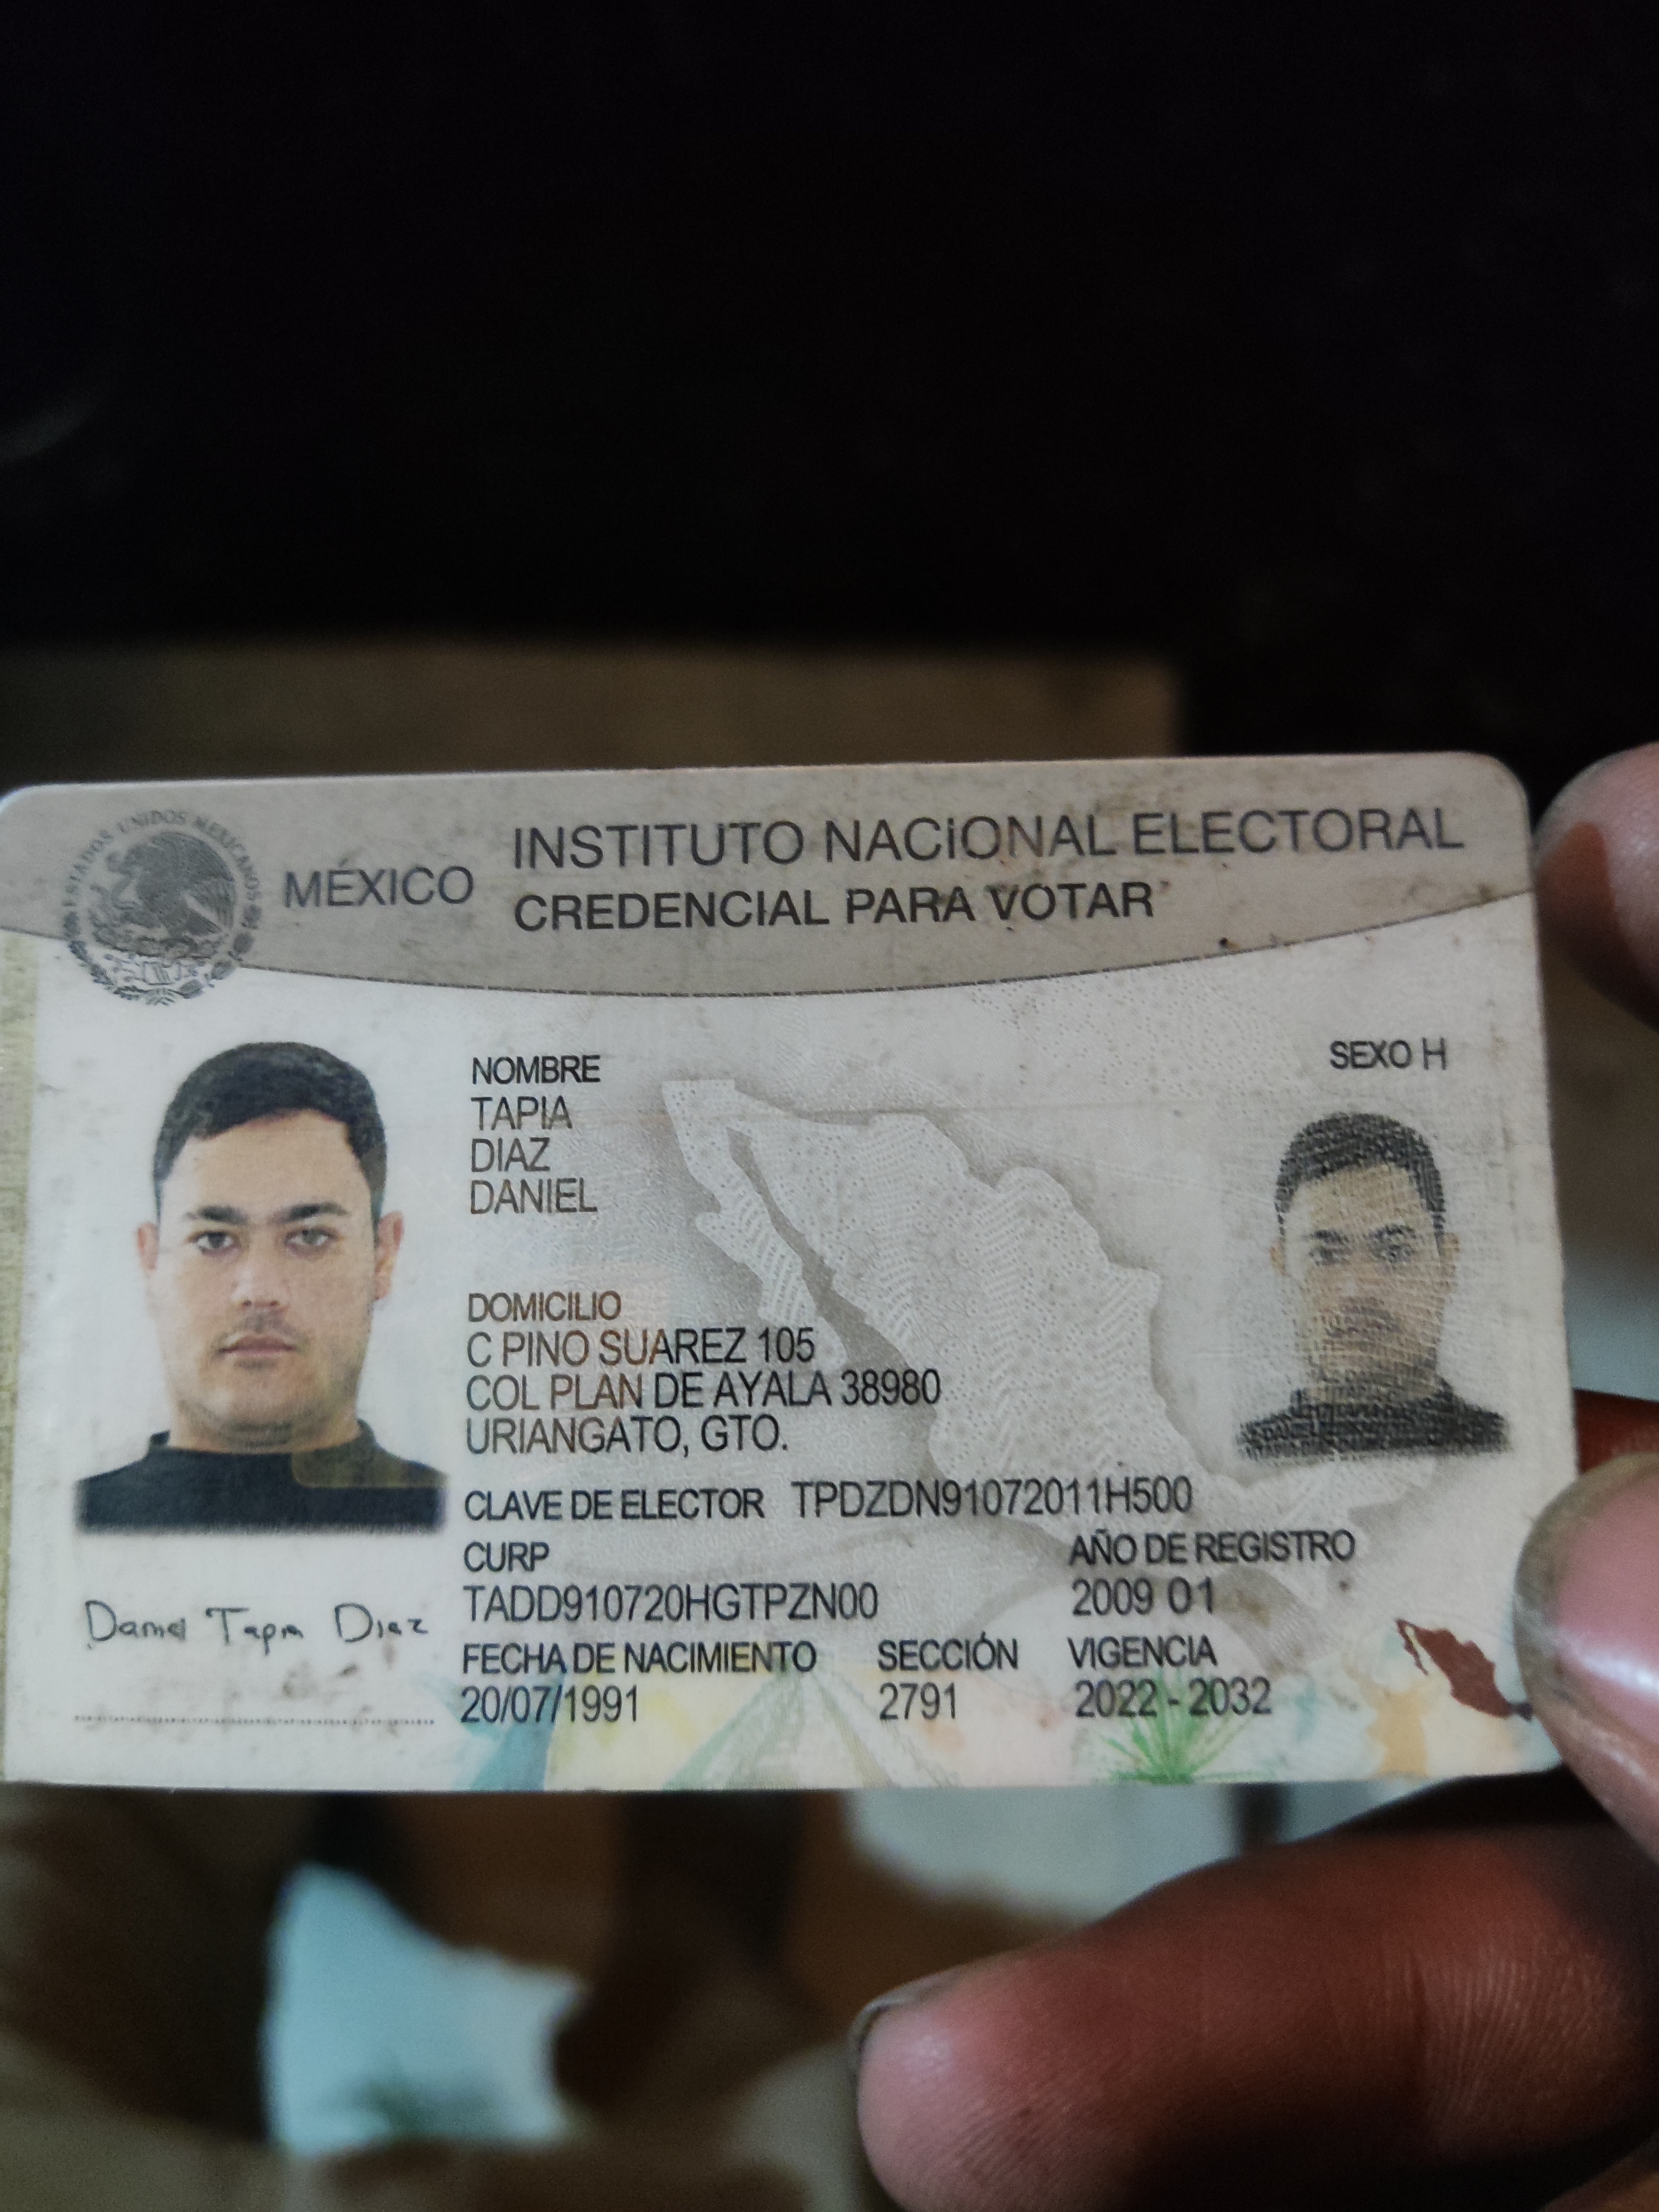 ESTADOS UNIDOS MEXICANOS
MÉXICO
INSTITUTO NACIONAL ELECTORAL
CREDENCIAL PARA VOTAR
NOMBRE
TAPIA
DIAZ
DANIEL
SEXO H
DOMICILIO
C PINO SUAREZ 105
COL PLAN DE AYALA 38980
URIANGATO, GTO.
CLAVE DE ELECTOR TPDZDN91072011H500
CURP
TADD910720HGTPZN00
AÑO DE REGISTRO
2009 01
FECHA DE NACIMIENTO
20/07/1991
SECCIÓN
2791
VIGENCIA
2022 - 2032
Daniel Tapia Diaz